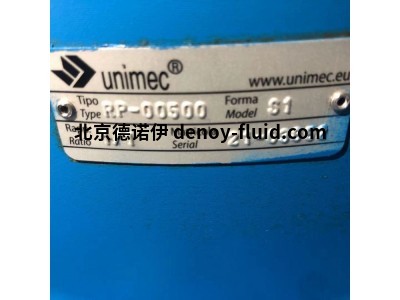 unimec®
www.unimec.eu
Tipo Forma
Type RP-00500 Model S1
北京德诺伊 denoy-fluid.com
Ratio Serial